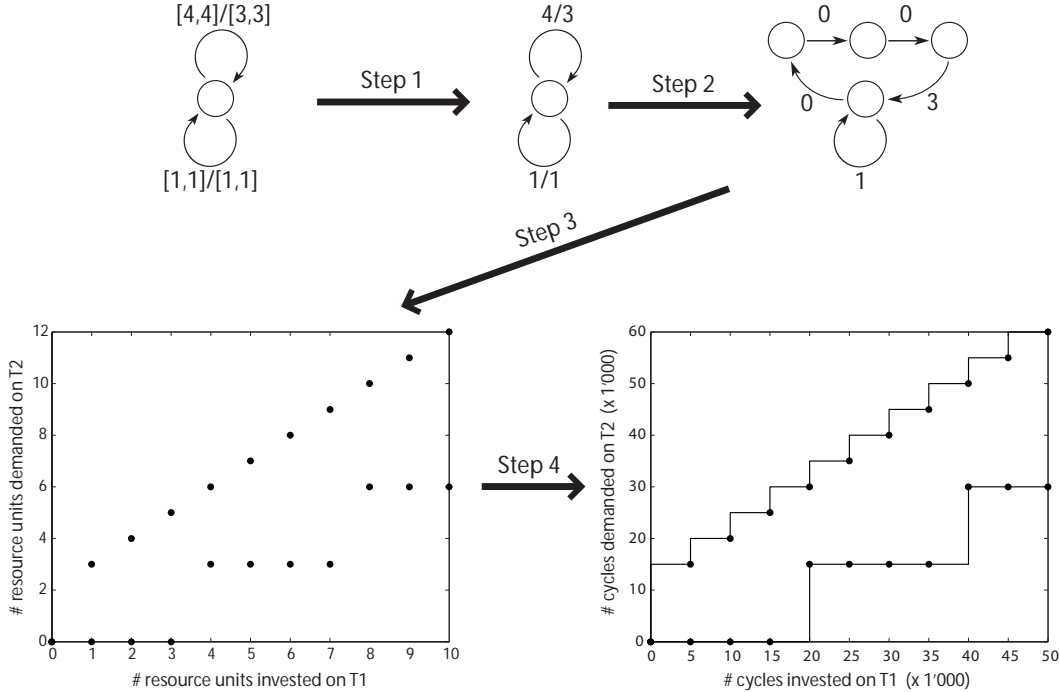 [4,4]/[3,3]
[1,1]/[1,1]
Step 1
4/3
1/1
Step 2
0 0
0 3
1
Step 3
# resource units demanded on T2
12
10
8
6
4
2
0
0 1 2 3 4 5 6 7 8 9 10
# resource units invested on T1
Step 4
# cycles demanded on T2 (x 1'000)
60
50
40
30
20
10
0
0 5 10 15 20 25 30 35 40 45 50
# cycles invested on T1 (x 1'000)